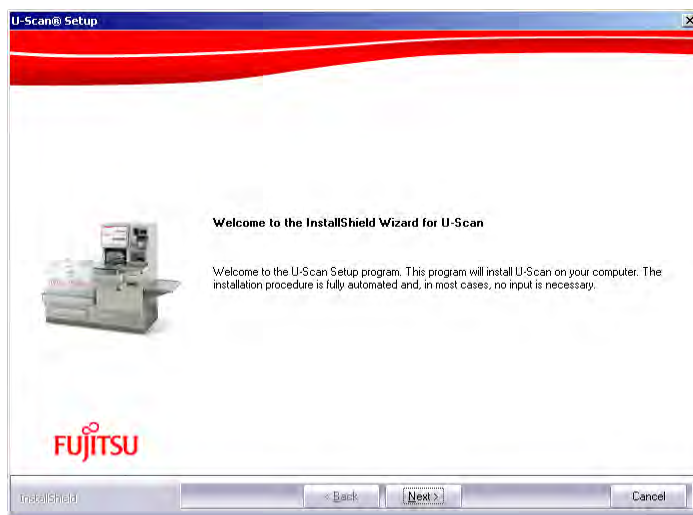 U-Scan® Setup
Welcome to the InstallShield Wizard for U-Scan
Welcome to the U-Scan Setup program. This program will install U-Scan on your computer. The
installation procedure is fully automated and, in most cases, no input is necessary.
FUJITSU
InstallShield
< Back
Next >
Cancel